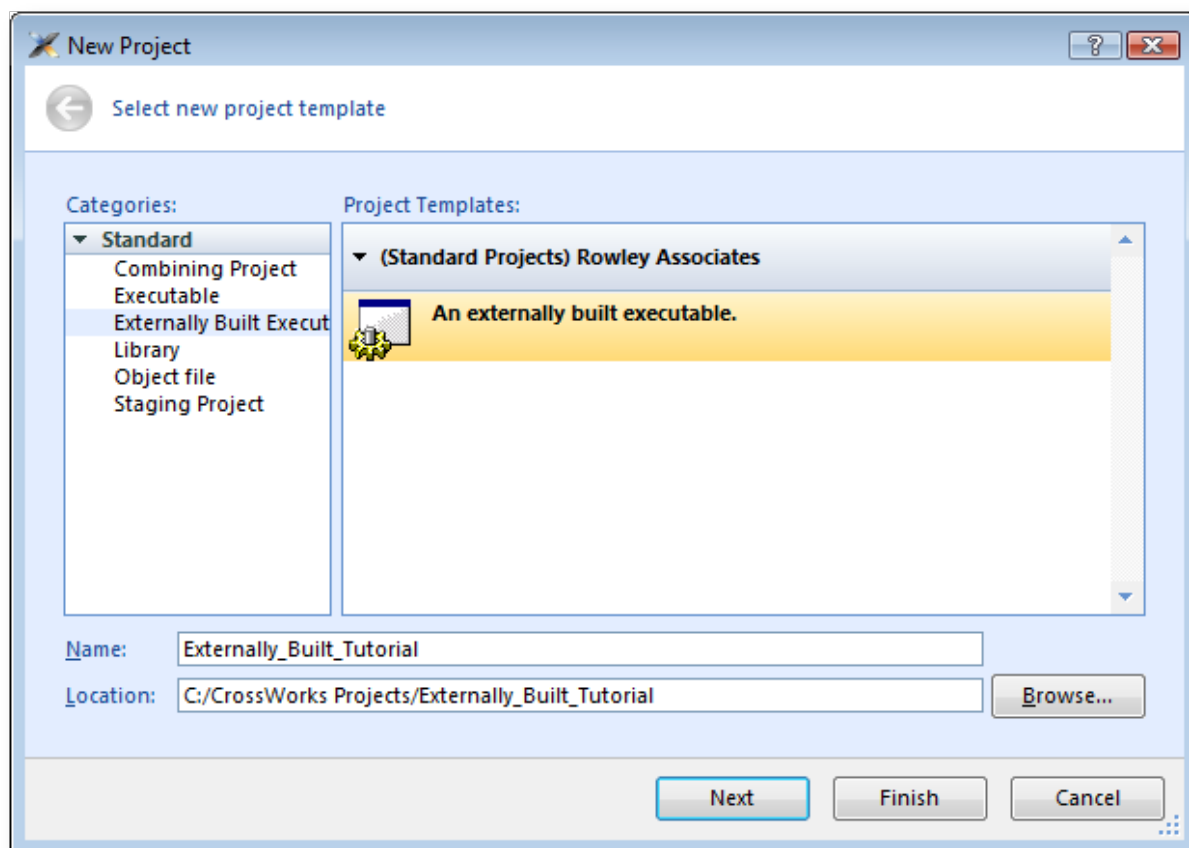 New Project
Select new project template
Categories:
Project Templates:
Standard
Combining Project
Executable
Externally Built Execut
Library
Object file
Staging Project
(Standard Projects) Rowley Associates
An externally built executable.
Name:
Externally_Built_Tutorial
Location:
C:/CrossWorks Projects/Externally_Built_Tutorial
Browse...
Next
Finish
Cancel